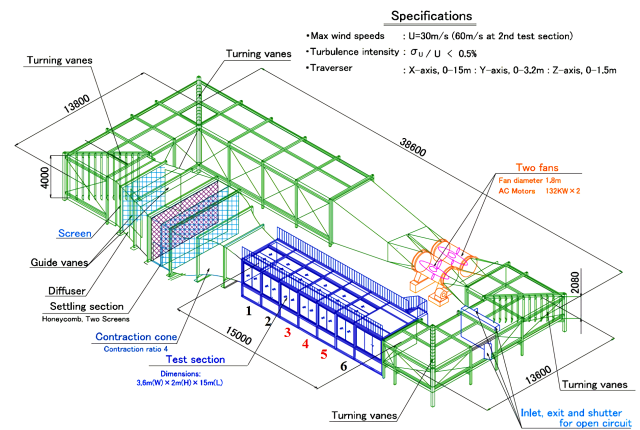 Specifications
・Max wind speeds : U=30m/s (60m/s at 2nd test section)
・Turbulence intensity : σu / U < 0.5%
・Traverser : X-axis, 0-15m : Y-axis, 0-3.2m : Z-axis, 0-1.5m
Turning vanes
Turning vanes
13800
38600
4000
Two fans
Fan diameter 1.8m
AC Motors 132KW×2
Screen
Guide vanes
Diffuser
Settling section
Honeycomb, Two Screens
2080
Contraction cone
Contraction ratio 4
15000
Test section
Dimensions:
3,6m(W)×2m(H)×15m(L)
1
2
3
4
5
6
13600
Turning vanes
Turning vanes
Inlet, exit and shutter
for open circuit